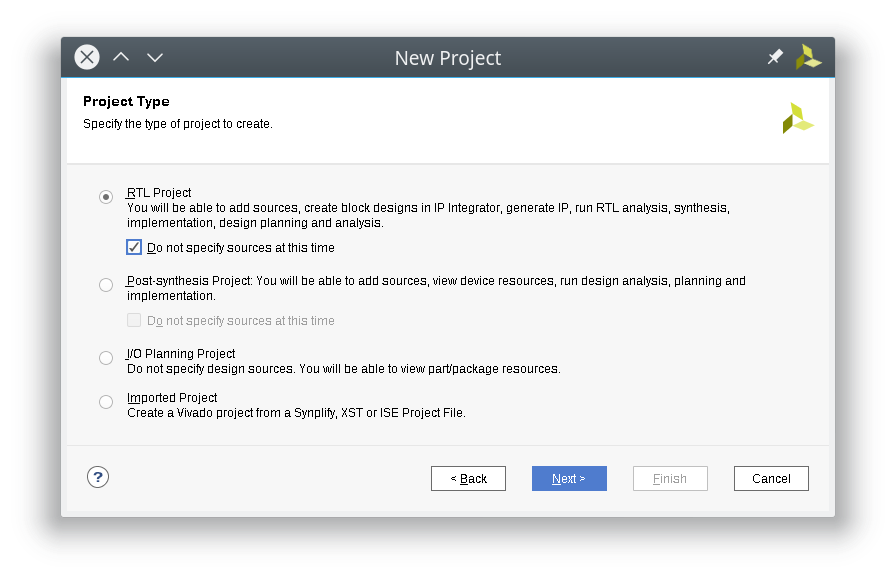 New Project
Project Type
Specify the type of project to create.
RTL Project
You will be able to add sources, create block designs in IP Integrator, generate IP, run RTL analysis, synthesis,
implementation, design planning and analysis.
Do not specify sources at this time
Post-synthesis Project: You will be able to add sources, view device resources, run design analysis, planning and
implementation.
Do not specify sources at this time
I/O Planning Project
Do not specify design sources. You will be able to view part/package resources.
Imported Project
Create a Vivado project from a Synplify, XST or ISE Project File.
?
< Back
Next >
Finish
Cancel